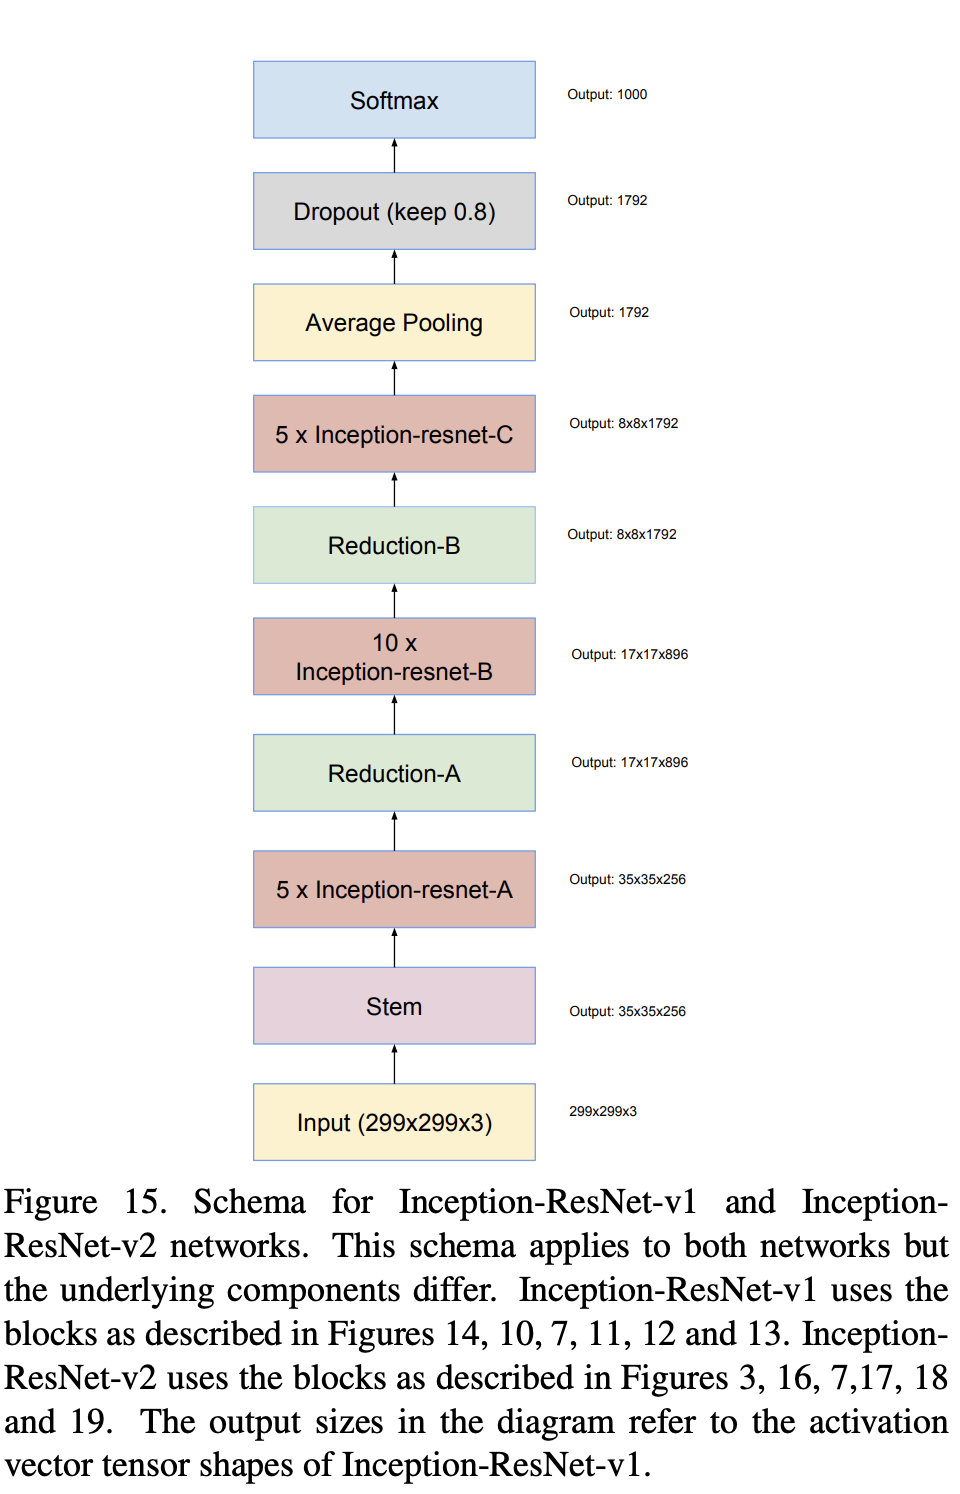 Softmax
Output: 1000
Dropout (keep 0.8)
Output: 1792
Average Pooling
Output: 1792
5 x Inception-resnet-C
Output: 8x8x1792
Reduction-B
Output: 8x8x1792
10 x
Inception-resnet-B
Output: 17x17x896
Reduction-A
Output: 17x17x896
5 x Inception-resnet-A
Output: 35x35x256
Stem
Output: 35x35x256
Input (299x299x3)
299x299x3
Figure 15. Schema for Inception-ResNet-v1 and Inception-
ResNet-v2 networks. This schema applies to both networks but
the underlying components differ. Inception-ResNet-v1 uses the
blocks as described in Figures 14, 10, 7, 11, 12 and 13. Inception-
ResNet-v2 uses the blocks as described in Figures 3, 16, 7,17, 18
and 19. The output sizes in the diagram refer to the activation
vector tensor shapes of Inception-ResNet-v1.